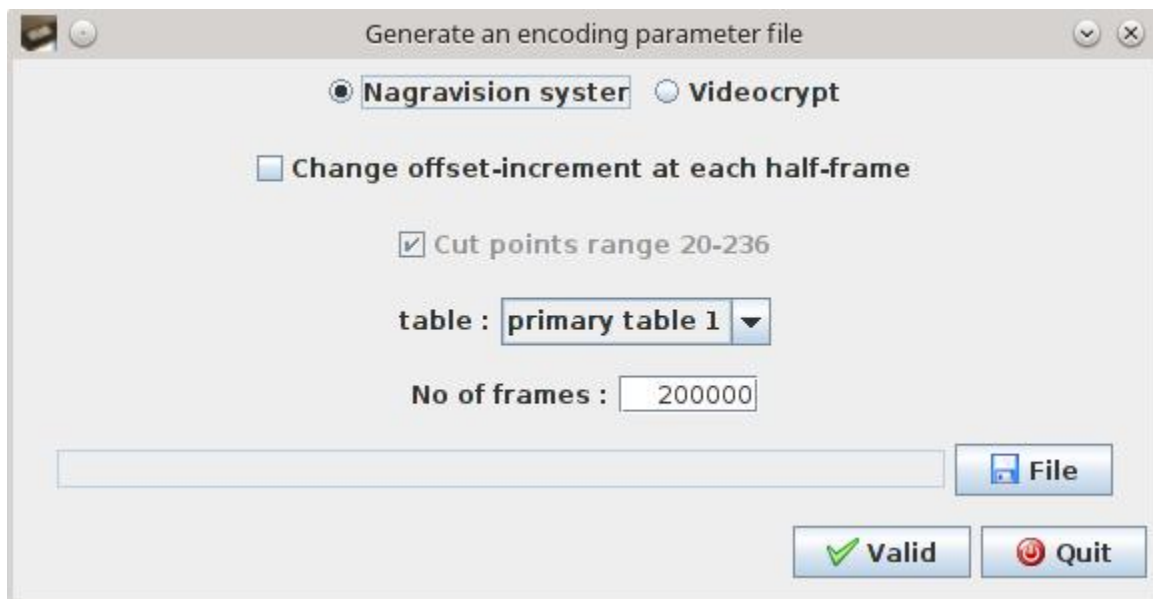 Generate an encoding parameter file
Nagravision syster Videocrypt
Change offset-increment at each half-frame
Cut points range 20-236
table : primary table 1
No of frames : 200000
File
Valid Quit